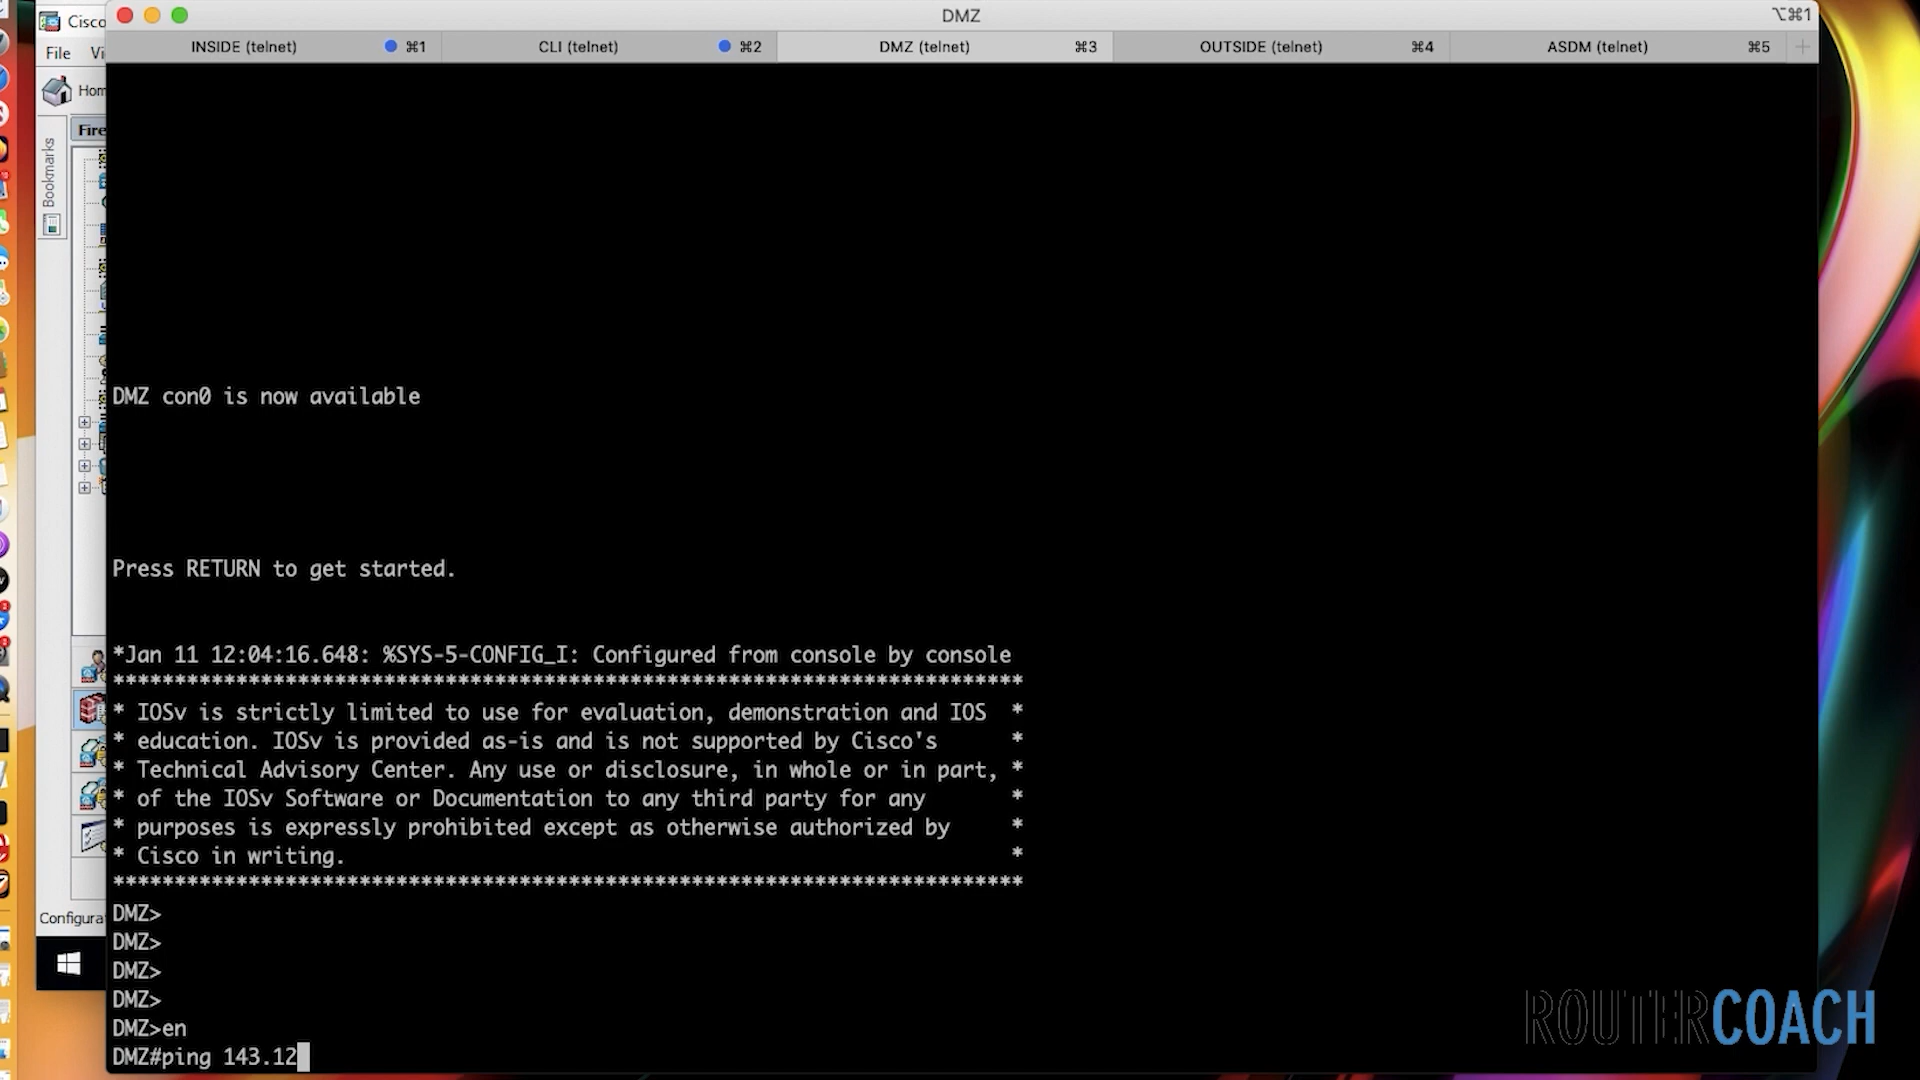 Cisco
DMZ
⌥⌘1
File
INSIDE (telnet)
⌘1
CLI (telnet)
⌘2
DMZ (telnet)
⌘3
OUTSIDE (telnet)
⌘4
ASDM (telnet)
⌘5
Hom
Fire
Bookmarks
DMZ con0 is now available
Press RETURN to get started.
*Jan 11 12:04:16.648: %SYS-5-CONFIG_I: Configured from console by console
**************************************************************************
* IOSv is strictly limited to use for evaluation, demonstration and IOS  *
* education. IOSv is provided as-is and is not supported by Cisco's      *
* Technical Advisory Center. Any use or disclosure, in whole or in part, *
* of the IOSv Software or Documentation to any third party for any       *
* purposes is expressly prohibited except as otherwise authorized by     *
* Cisco in writing.                                                      *
**************************************************************************
DMZ>
DMZ>
DMZ>
DMZ>
DMZ>en
DMZ#ping 143.12
Configura
ROUTERCOACH